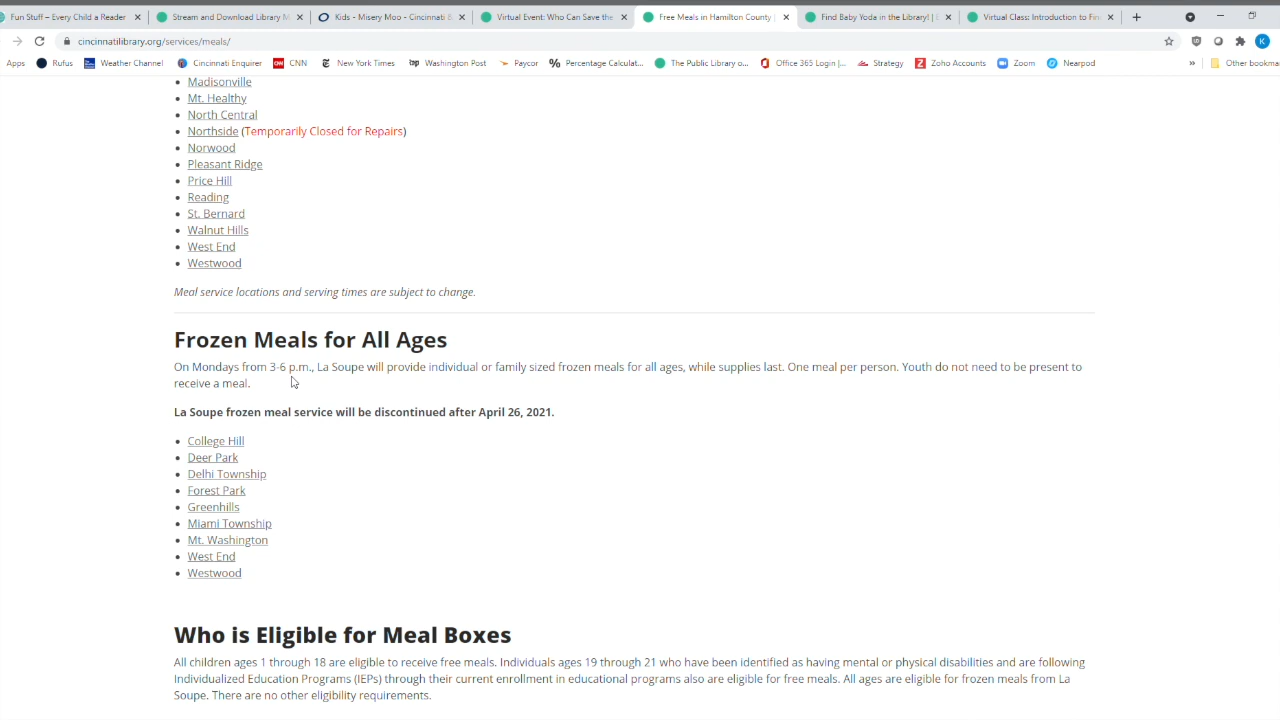 Fun Stuff – Every Child a Reader
Stream and Download Library M
Kids - Misery Moo - Cincinnati &
Virtual Event: Who Can Save the
Free Meals in Hamilton County |
Find Baby Yoda in the Library! | E
Virtual Class: Introduction to Fin
cincinnatilibrary.org/services/meals/
K
Apps
Rufus
Weather Channel
Cincinnati Enquirer
CNN
New York Times
Washington Post
Paycor
Percentage Calculat...
The Public Library o...
Office 365 Login |...
Strategy
Zoho Accounts
Zoom
Nearpod
»
Other bookma
Madisonville
Mt. Healthy
North Central
Northside (Temporarily Closed for Repairs)
Norwood
Pleasant Ridge
Price Hill
Reading
St. Bernard
Walnut Hills
West End
Westwood
Meal service locations and serving times are subject to change.
Frozen Meals for All Ages
On Mondays from 3-6 p.m., La Soupe will provide individual or family sized frozen meals for all ages, while supplies last. One meal per person. Youth do not need to be present to
receive a meal.
La Soupe frozen meal service will be discontinued after April 26, 2021.
College Hill
Deer Park
Delhi Township
Forest Park
Greenhills
Miami Township
Mt. Washington
West End
Westwood
Who is Eligible for Meal Boxes
All children ages 1 through 18 are eligible to receive free meals. Individuals ages 19 through 21 who have been identified as having mental or physical disabilities and are following
Individualized Education Programs (IEPs) through their current enrollment in educational programs also are eligible for free meals. All ages are eligible for frozen meals from La
Soupe. There are no other eligibility requirements.